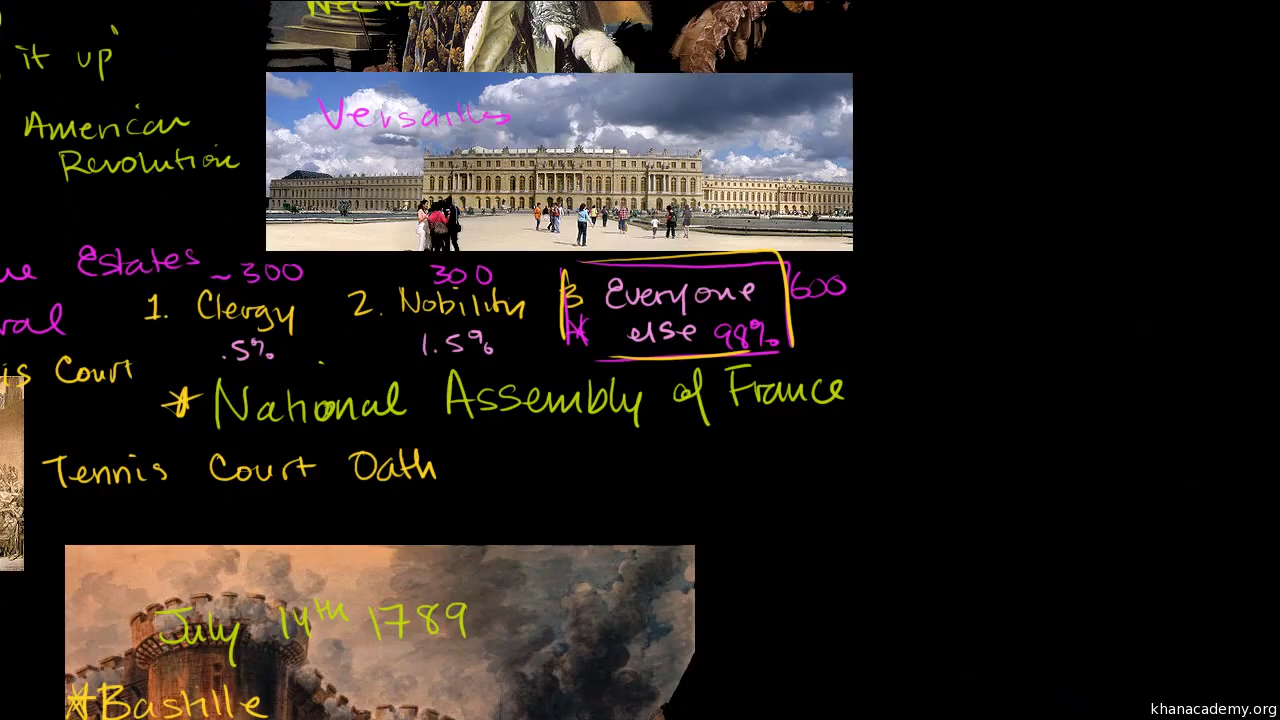 it up"
American
Revolution
Versailles
Estates
~300
300
600
1. Clergy
2. Nobility
3 Everyone
else 98%
.5%
1.5%
is Court
* National Assembly of France
Tennis Court Oath
July 14th 1789
*Bastille
khanacademy.org